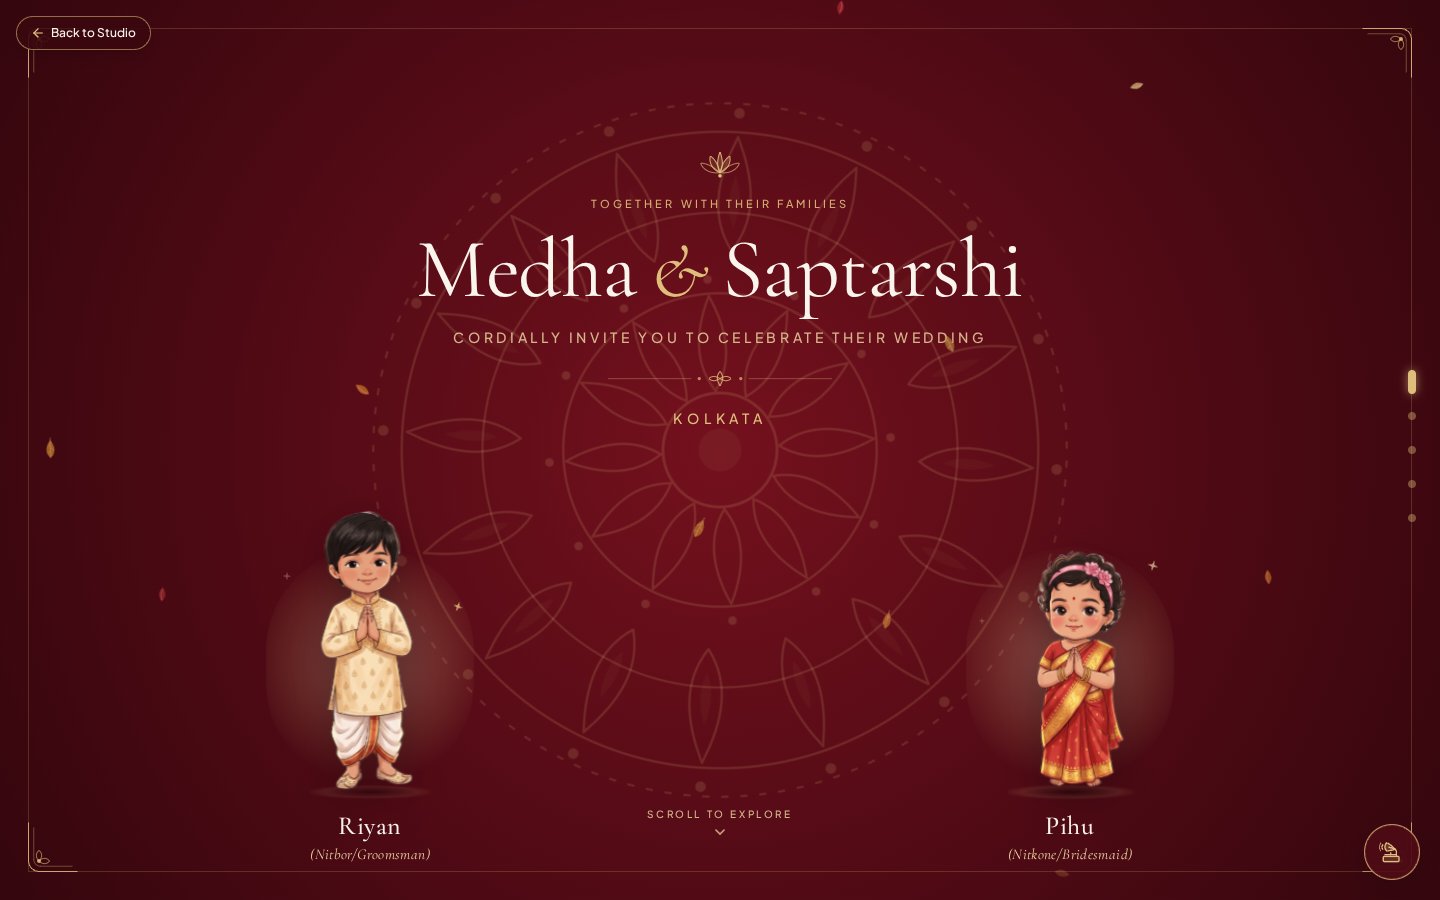 Back to Studio
TOGETHER WITH THEIR FAMILIES
Medha & Saptarshi
CORDIALLY INVITE YOU TO CELEBRATE THEIR WEDDING
KOLKATA
SCROLL TO EXPLORE
Riyan
(Nitbor/Groomsman)
Pihu
(Nitkone/Bridesmaid)